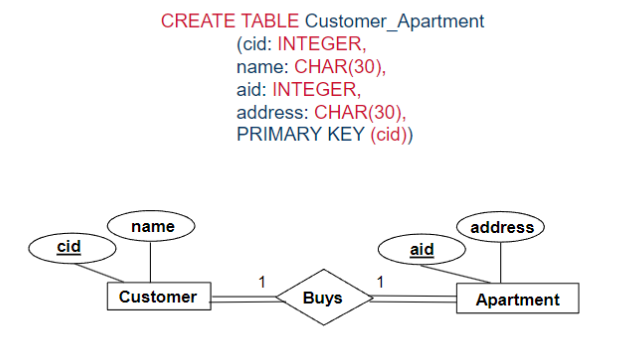 CREATE TABLE Customer_Apartment
(cid: INTEGER,
name: CHAR(30),
aid: INTEGER,
address: CHAR(30),
PRIMARY KEY (cid))
name
address
cid
aid
1
1
Customer
Buys
Apartment